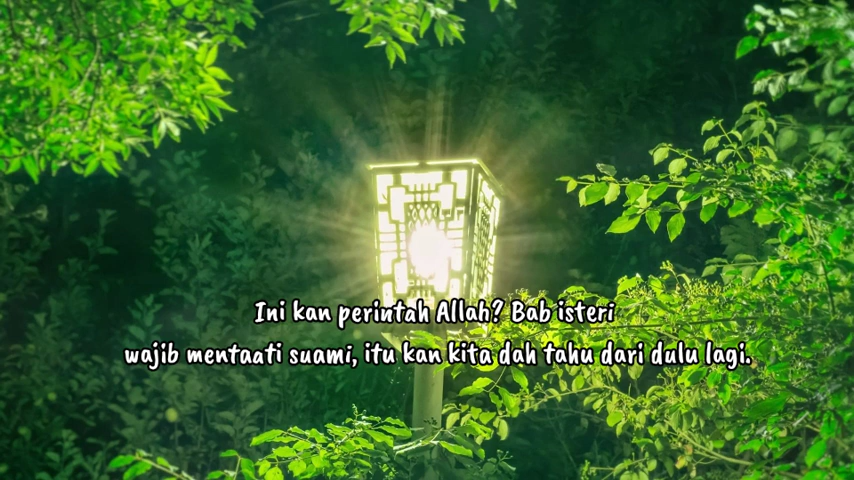 Ini kan perintah Allah? Bab isteri
wajib mentaati suami, itu kan kita dah tahu dari dulu lagi.